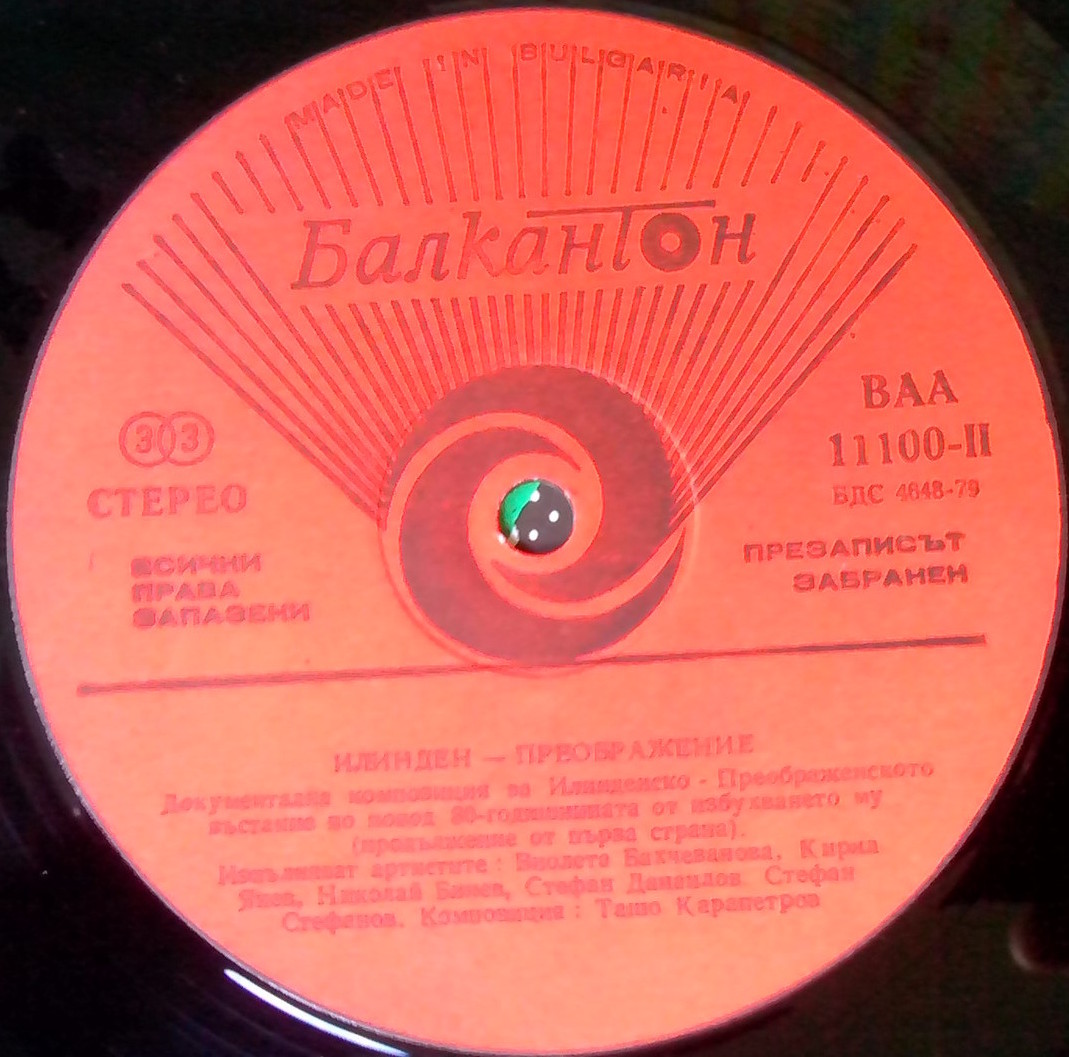 MADE IN BULGARIA
Балкантон
33
СТЕРЕО
ВСИЧКИ
ПРАВА
ЗАПАЗЕНИ
ВАА
11100-II
БДС 4848-79
ПРЕЗАПИСЪТ
ЗАБРАНЕН
ИЛИНДЕН — ПРЕОБРАЖЕНИЕ
Документална композиция за Илинденско - Преображенското
въстание по повод 80-годишнината от избухването му
(продължение от първа страна).
Изпълняват артистите : Виолета Бахчеванова, Кирил
Янев, Николай Бинев, Стефан Данаилов Стефан
Стефанов. Композиция : Ташо Карапетров